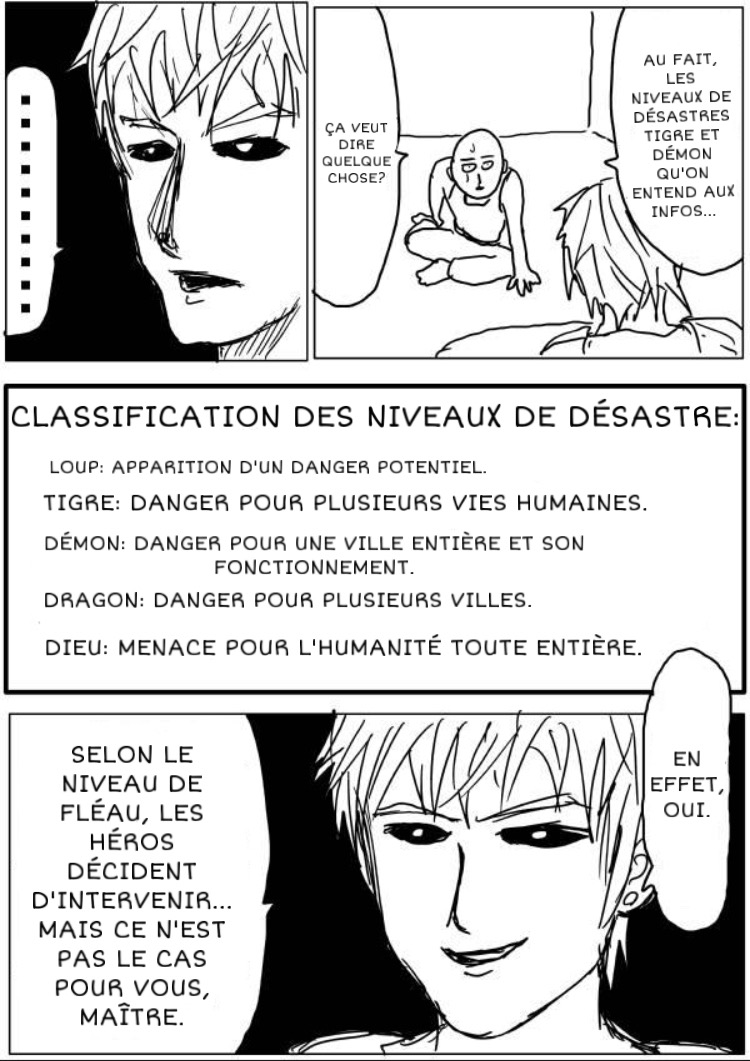 AU FAIT,
LES
NIVEAUX DE
DÉSASTRES
TIGRE ET
DÉMON
QU'ON
ENTEND AUX
INFOS...
ÇA VEUT
DIRE
QUELQUE
CHOSE?
..........
CLASSIFICATION DES NIVEAUX DE DÉSASTRE:
LOUP: APPARITION D'UN DANGER POTENTIEL.
TIGRE: DANGER POUR PLUSIEURS VIES HUMAINES.
DÉMON: DANGER POUR UNE VILLE ENTIÈRE ET SON
FONCTIONNEMENT.
DRAGON: DANGER POUR PLUSIEURS VILLES.
DIEU: MENACE POUR L'HUMANITÉ TOUTE ENTIÈRE.
EN
EFFET,
OUI.
SELON LE
NIVEAU DE
FLÉAU, LES
HÉROS
DÉCIDENT
D'INTERVENIR...
MAIS CE N'EST
PAS LE CAS
POUR VOUS,
MAÎTRE.